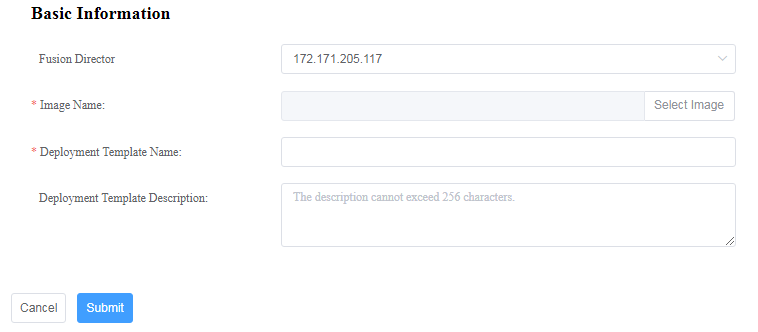 Basic Information
Fusion Director
172.171.205.117
* Image Name:
Select Image
* Deployment Template Name:
Deployment Template Description:
The description cannot exceed 256 characters.
Cancel
Submit